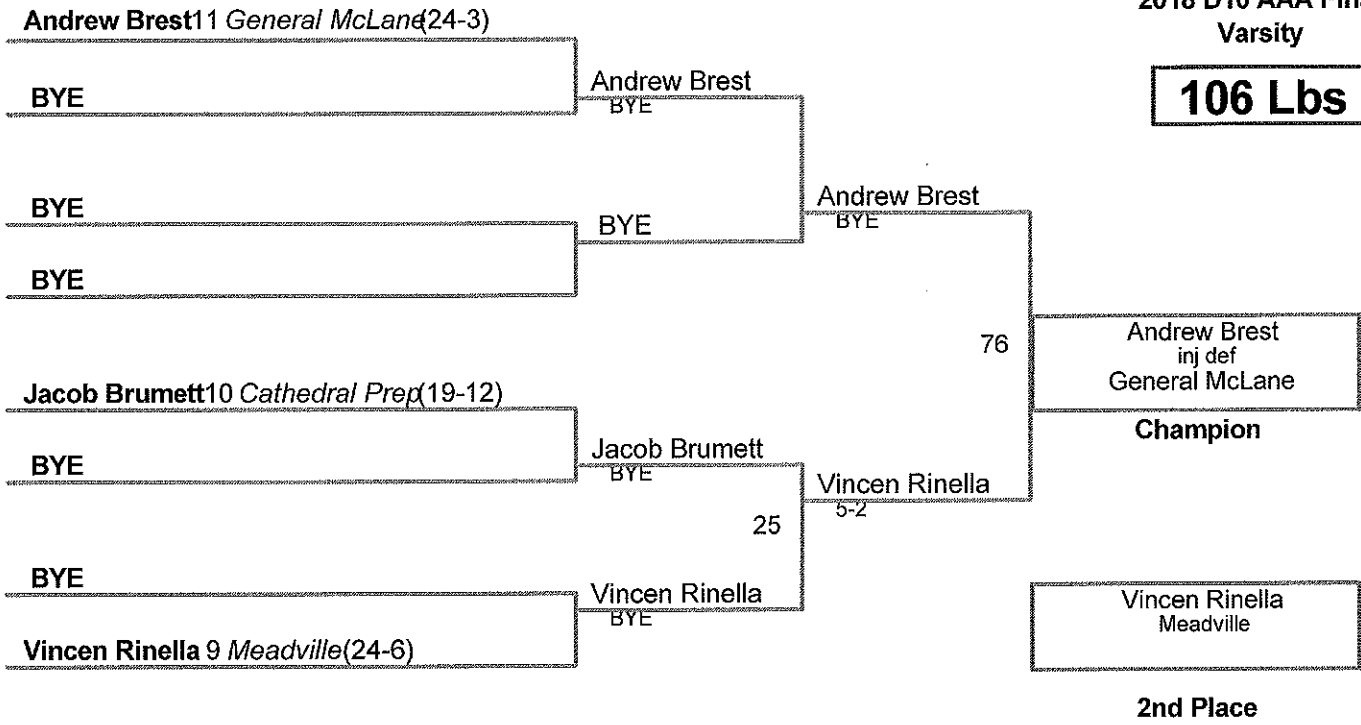 2018 D10 AAA Fina
Varsity
106 Lbs
Andrew Brest11 General McLane(24-3)
BYE
Andrew Brest
BYE
BYE
BYE
BYE
Andrew Brest
BYE
76
Andrew Brest
inj def
General McLane
Champion
Jacob Brumett10 Cathedral Prep(19-12)
BYE
Jacob Brumett
BYE
25
Vincen Rinella
5-2
BYE
Vincen Rinella
BYE
Vincen Rinella 9 Meadville(24-6)
Vincen Rinella
Meadville
2nd Place